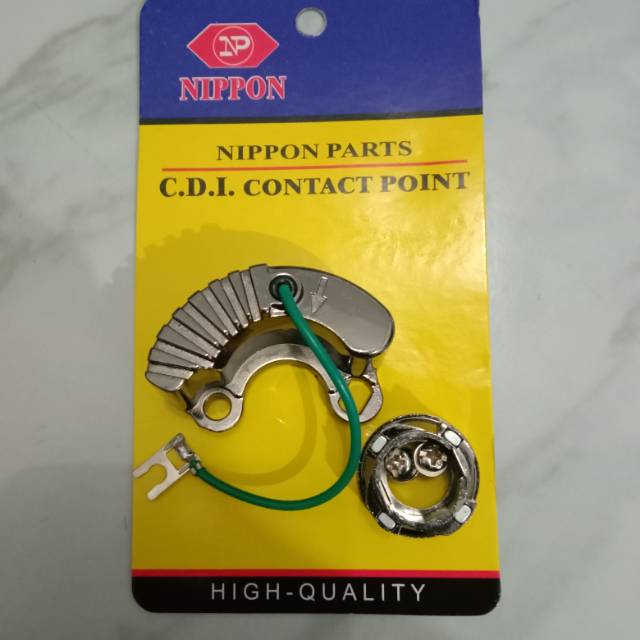 NP
NIPPON
NIPPON PARTS
C.D.I. CONTACT POINT
HIGH-QUALITY